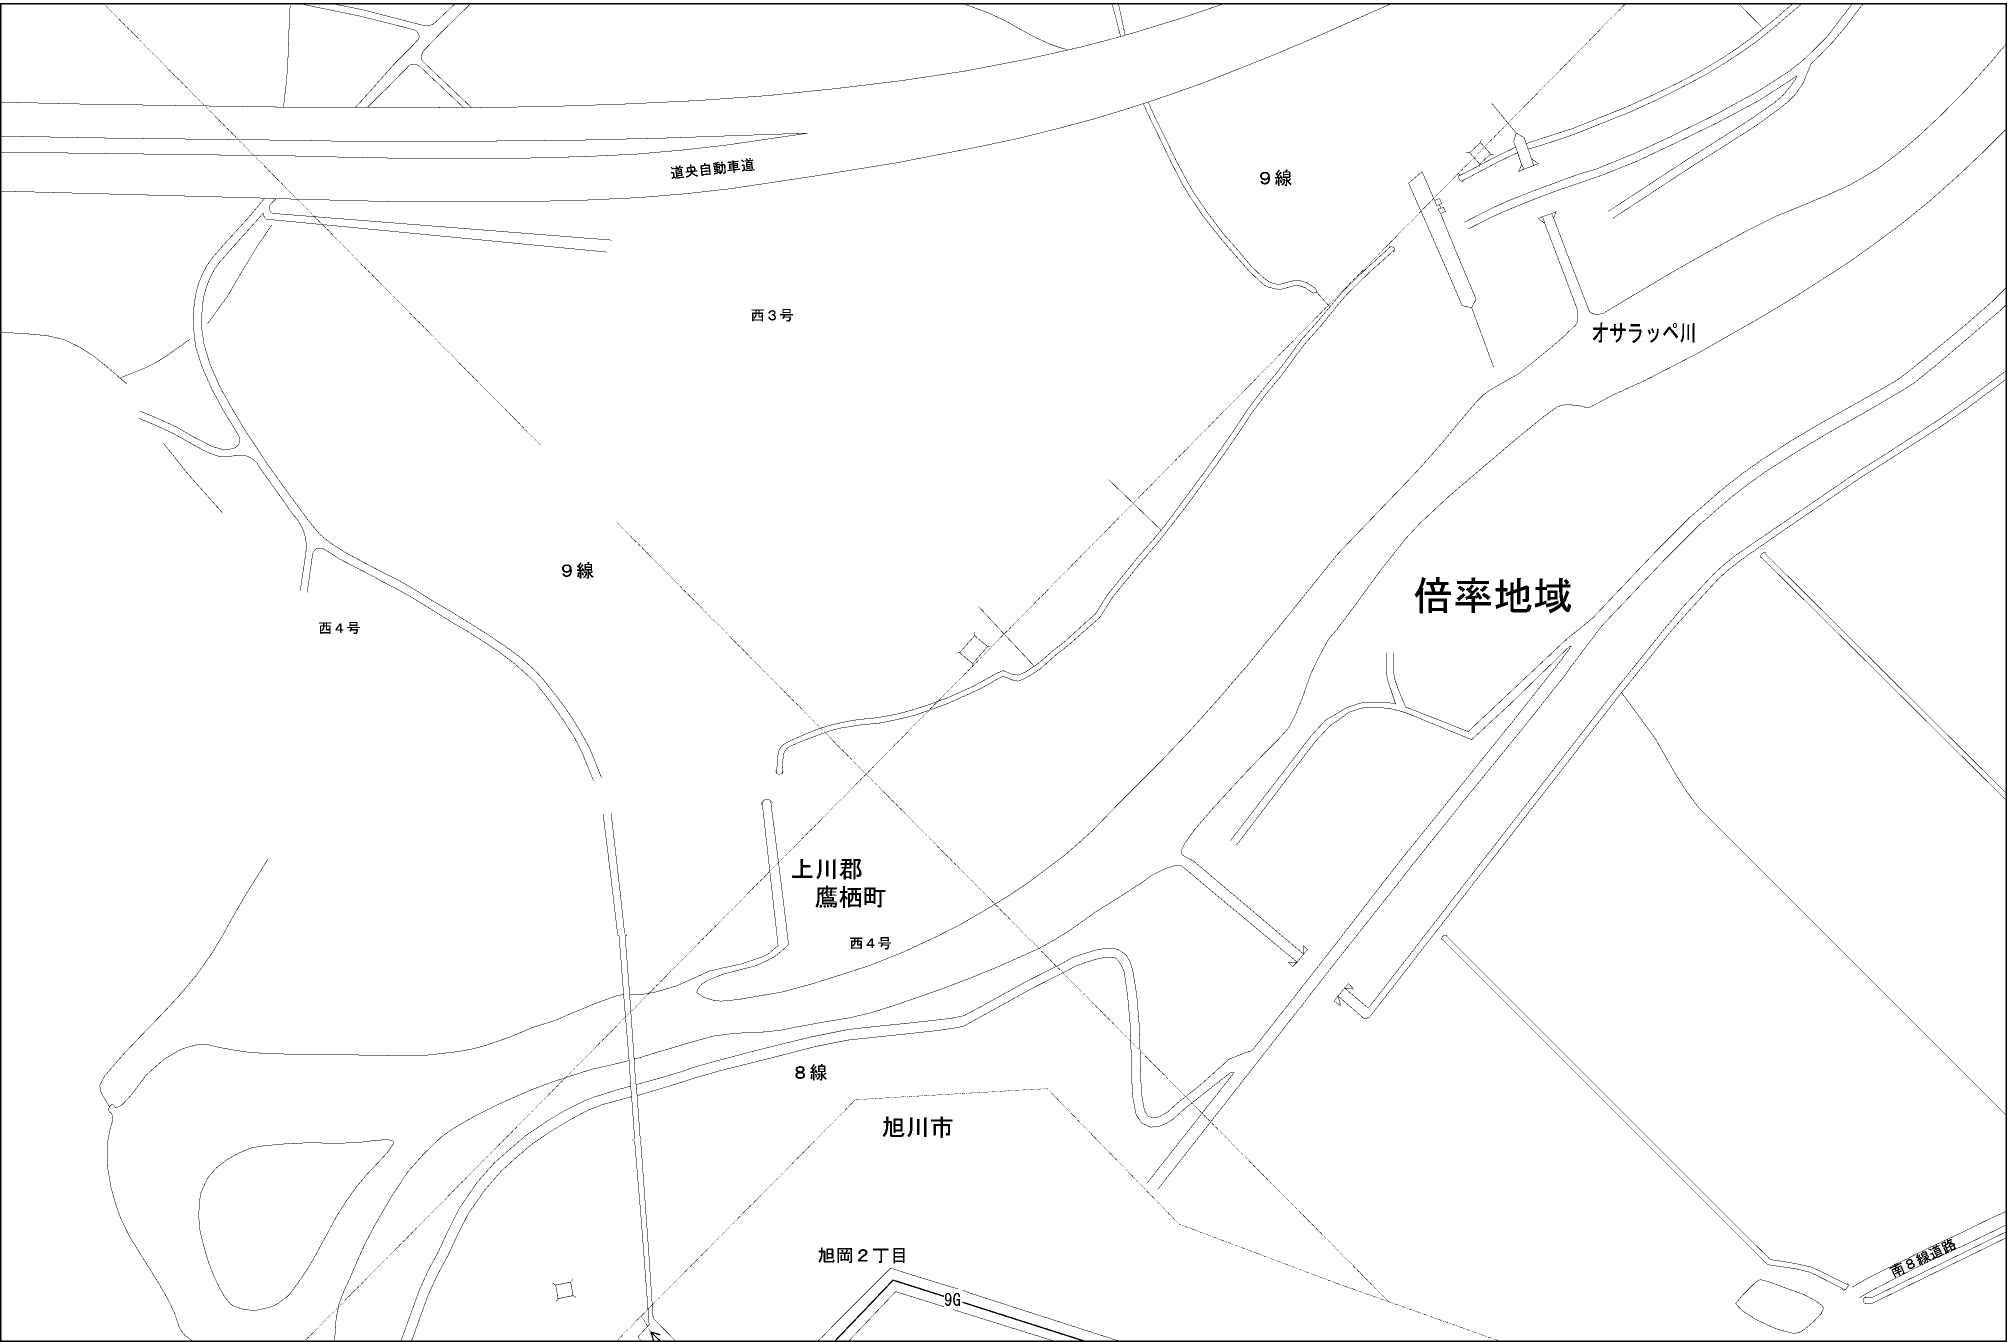 道央自動車道
9線
西3号
オサラッペ川
9線
倍率地域
西4号
上川郡
鷹栖町
西4号
8線
旭川市
旭岡2丁目
南8線道路
9G